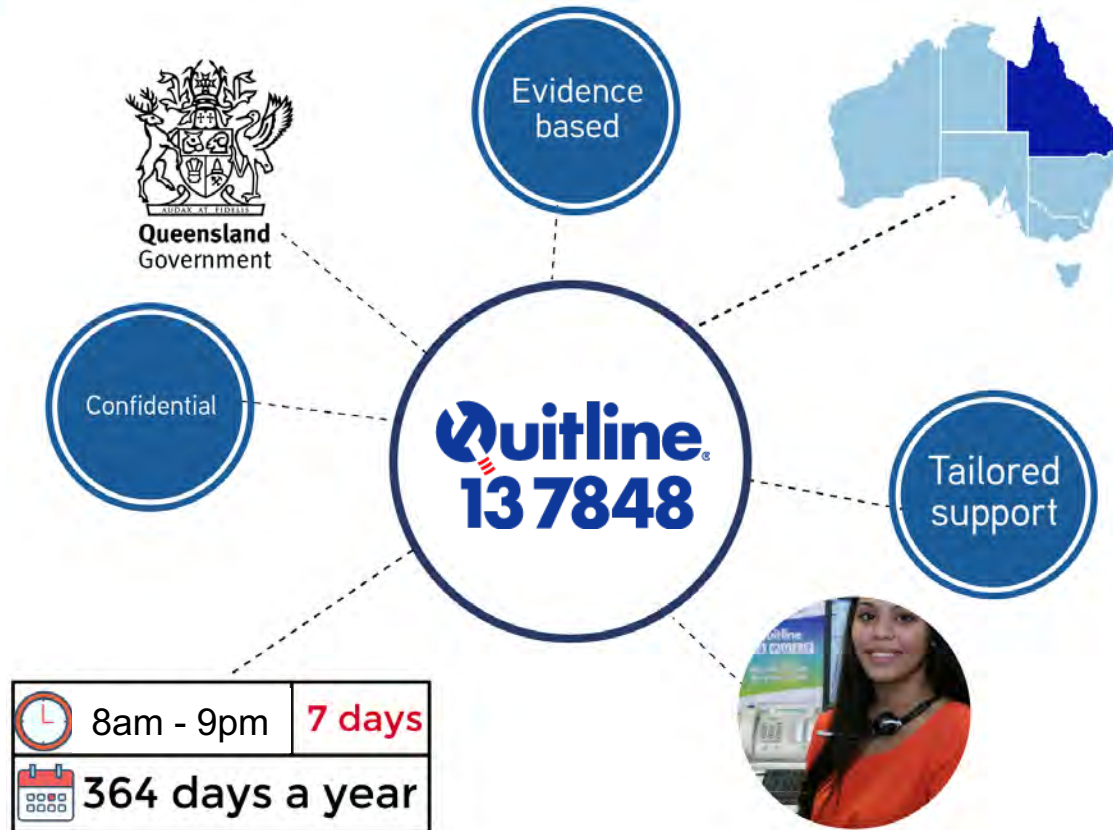 Evidence
based
AUDAX AT FIDELIS
Queensland
Government
Confidential
Quitline®
13 7848
Tailored
support
8am - 9pm
7 days
364 days a year
uitline